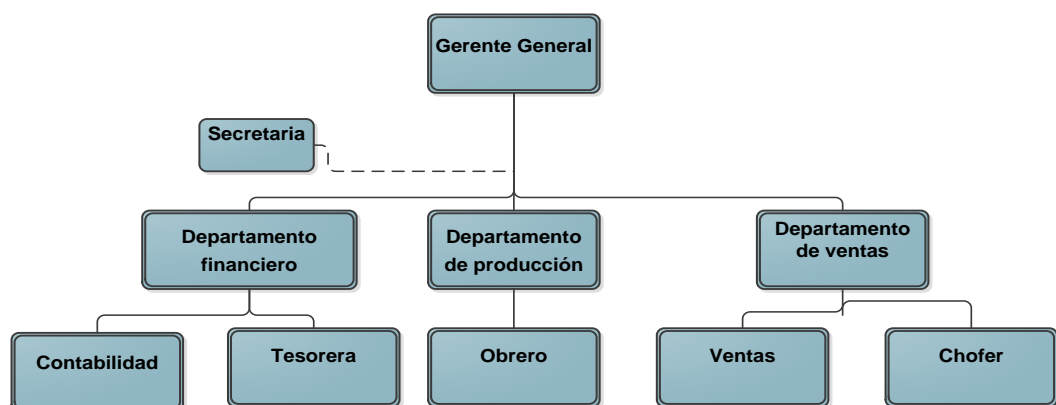 Gerente General
Secretaria
Departamento
financiero
Departamento
de producción
Departamento
de ventas
Contabilidad
Tesorera
Obrero
Ventas
Chofer